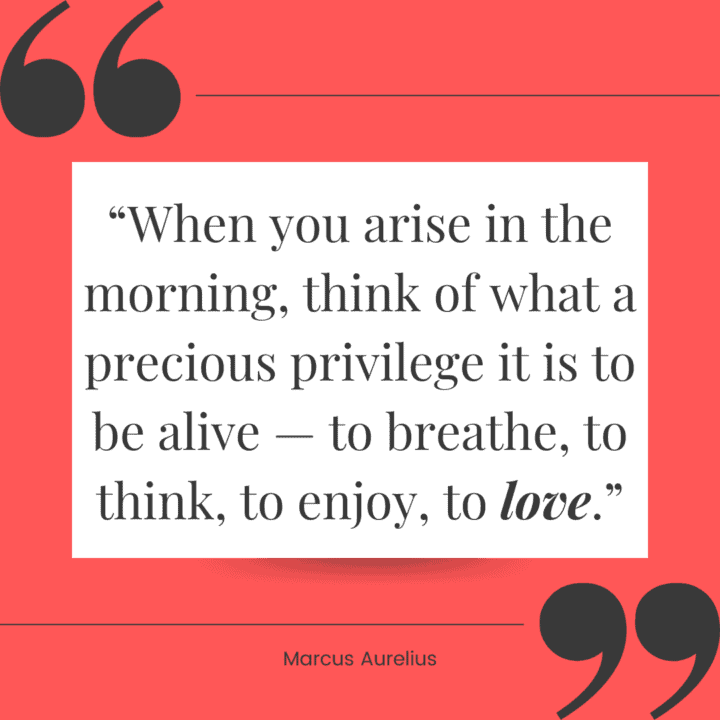 “When you arise in the
morning, think of what a
precious privilege it is to
be alive — to breathe, to
think, to enjoy, to love.”
Marcus Aurelius